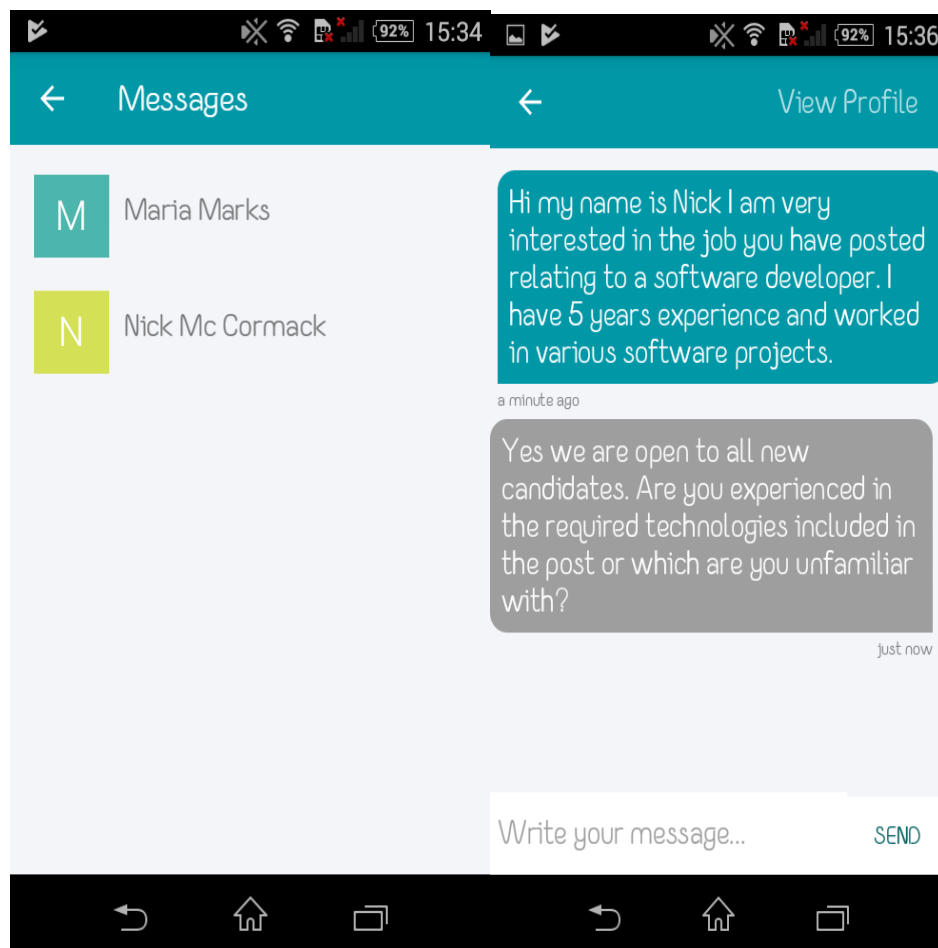 92% 15:34
Messages
M
Maria Marks
N
Nick Mc Cormack
92% 15:36
View Profile
Hi my name is Nick I am very
interested in the job you have posted
relating to a software developer. I
have 5 years experience and worked
in various software projects.
a minute ago
Yes we are open to all new
candidates. Are you experienced in
the required technologies included in
the post or which are you unfamiliar
with?
just now
Write your message...
SEND